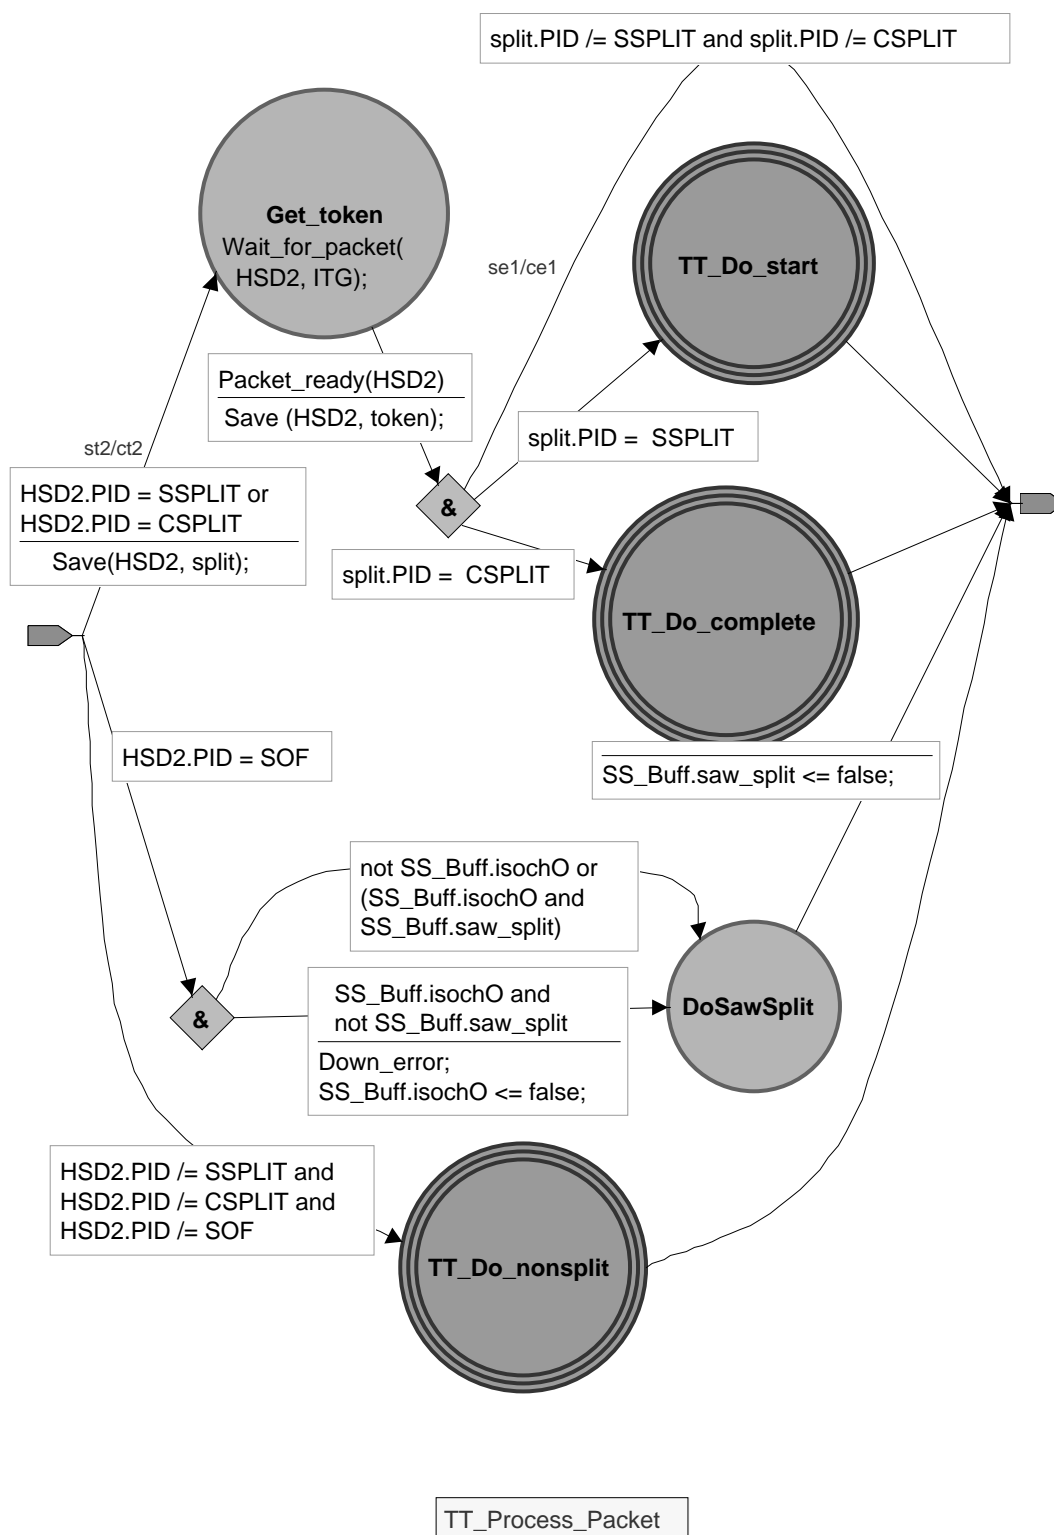 split.PID /= SSPLIT and split.PID /= CSPLIT
Get_token
Wait_for_packet(
HSD2, ITG);
se1/ce1
TT_Do_start
Packet_ready(HSD2)
Save (HSD2, token);
split.PID = SSPLIT
st2/ct2
HSD2.PID = SSPLIT or
HSD2.PID = CSPLIT
Save(HSD2, split);
&
split.PID = CSPLIT
TT_Do_complete
HSD2.PID = SOF
SS_Buff.saw_split <= false;
not SS_Buff.isochO or
(SS_Buff.isochO and
SS_Buff.saw_split)
&
SS_Buff.isochO and
not SS_Buff.saw_split
Down_error;
SS_Buff.isochO <= false;
DoSawSplit
HSD2.PID /= SSPLIT and
HSD2.PID /= CSPLIT and
HSD2.PID /= SOF
TT_Do_nonsplit
TT_Process_Packet